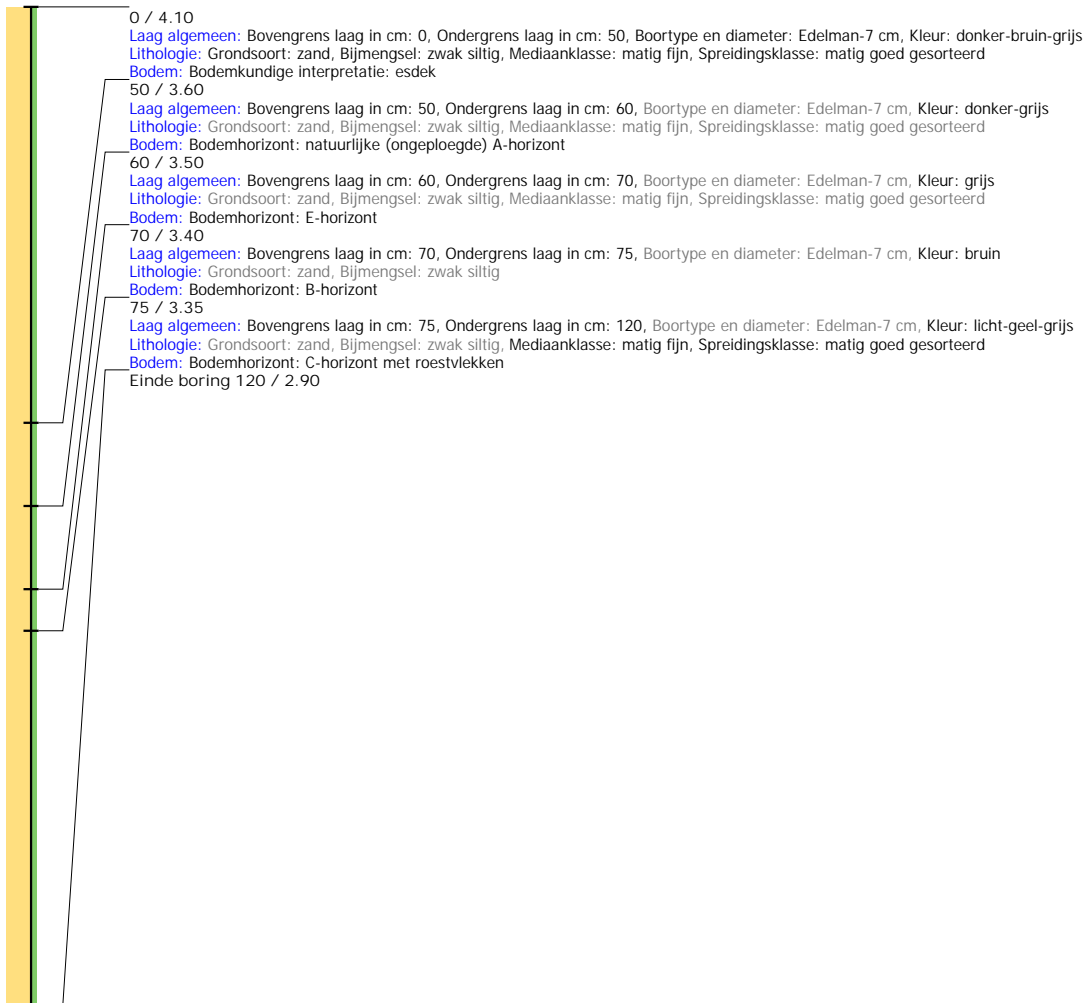 0 / 4.10
Laag algemeen: Bovengrens laag in cm: 0, Ondergrens laag in cm: 50, Boortype en diameter: Edelman-7 cm, Kleur: donker-bruin-grijs
Lithologie: Grondsoort: zand, Bijmengsel: zwak siltig, Mediaanklasse: matig fijn, Spreidingsklasse: matig goed gesorteerd
Bodem: Bodemkundige interpretatie: esdek
50 / 3.60
Laag algemeen: Bovengrens laag in cm: 50, Ondergrens laag in cm: 60, Boortype en diameter: Edelman-7 cm, Kleur: donker-grijs
Lithologie: Grondsoort: zand, Bijmengsel: zwak siltig, Mediaanklasse: matig fijn, Spreidingsklasse: matig goed gesorteerd
Bodem: Bodemhorizont: natuurlijke (ongeploegde) A-horizont
60 / 3.50
Laag algemeen: Bovengrens laag in cm: 60, Ondergrens laag in cm: 70, Boortype en diameter: Edelman-7 cm, Kleur: grijs
Lithologie: Grondsoort: zand, Bijmengsel: zwak siltig, Mediaanklasse: matig fijn, Spreidingsklasse: matig goed gesorteerd
Bodem: Bodemhorizont: E-horizont
70 / 3.40
Laag algemeen: Bovengrens laag in cm: 70, Ondergrens laag in cm: 75, Boortype en diameter: Edelman-7 cm, Kleur: bruin
Lithologie: Grondsoort: zand, Bijmengsel: zwak siltig
Bodem: Bodemhorizont: B-horizont
75 / 3.35
Laag algemeen: Bovengrens laag in cm: 75, Ondergrens laag in cm: 120, Boortype en diameter: Edelman-7 cm, Kleur: licht-geel-grijs
Lithologie: Grondsoort: zand, Bijmengsel: zwak siltig, Mediaanklasse: matig fijn, Spreidingsklasse: matig goed gesorteerd
Bodem: Bodemhorizont: C-horizont met roestvlekken
Einde boring 120 / 2.90